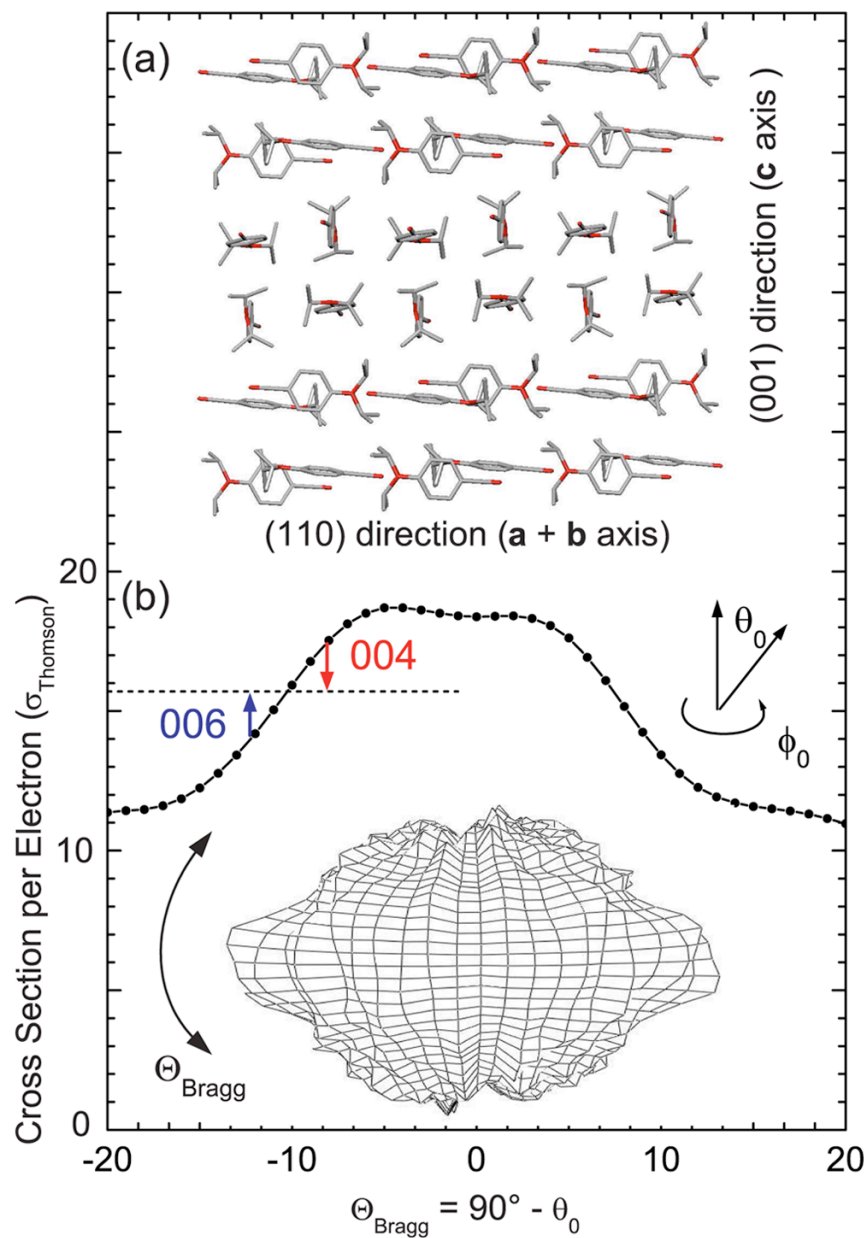 (a)
(001) direction (c axis)
(110) direction (a + b axis)
20
(b)
004
006
θ0
ϕ0
10
Cross Section per Electron (σThomson)
ΘBragg
0
-20 -10 0 10 20
ΘBragg = 90° - θ0